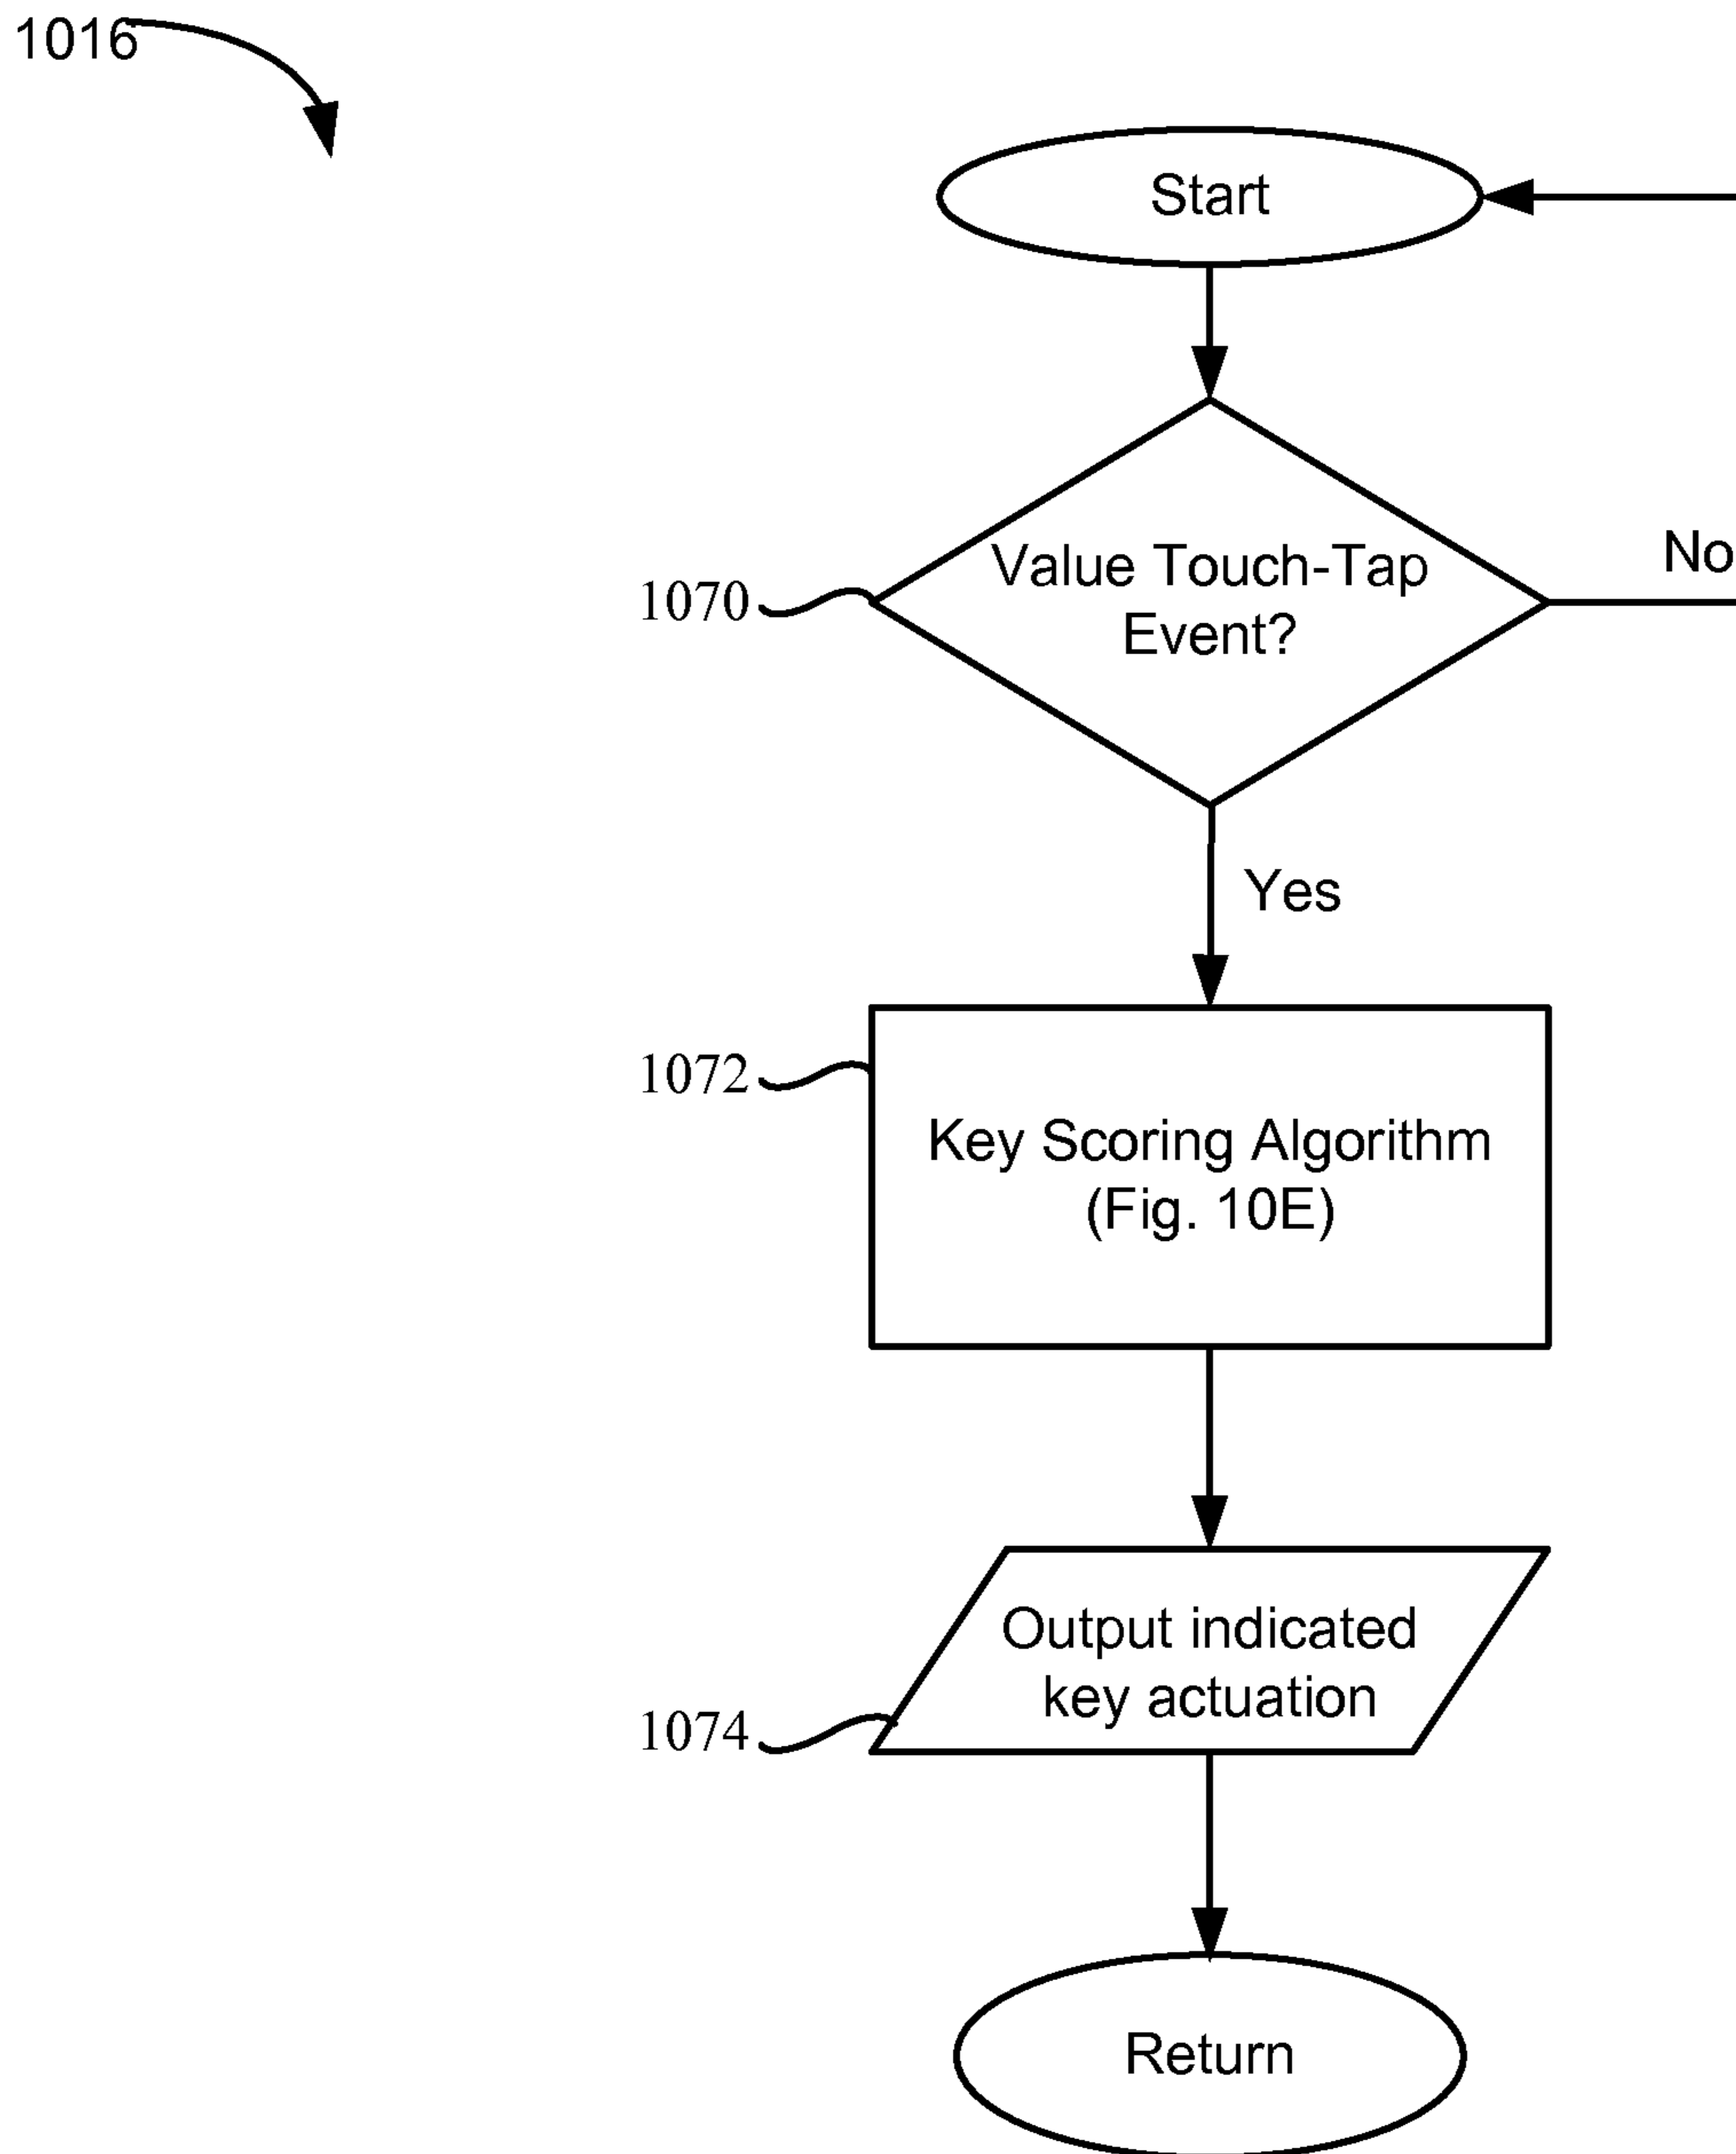 1016
Start
Value Touch-Tap
Event?
No
1070
Yes
1072
Key Scoring Algorithm
(Fig. 10E)
Output indicated
key actuation
1074
Return